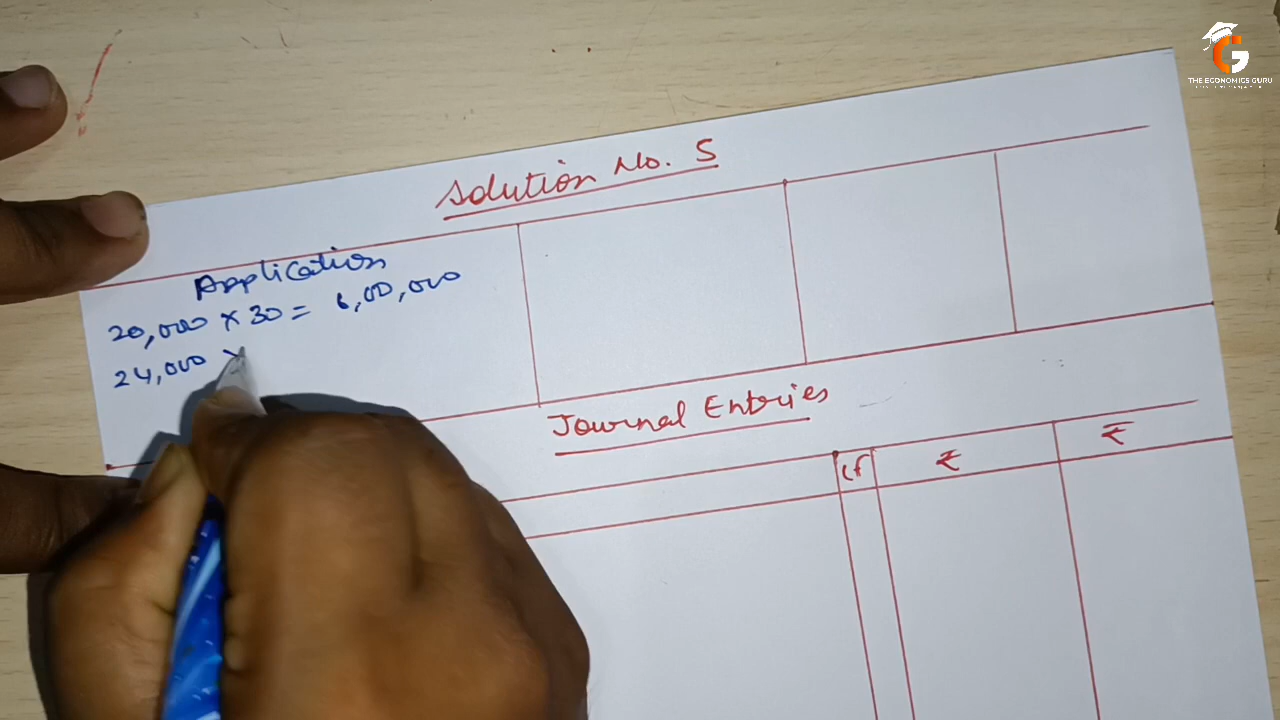 THE ECONOMICS GURU
Solution No. 5
Application
20,000 × 30 = 6,00,000
24,000 ×
Journal Entries
Lf ₹ ₹